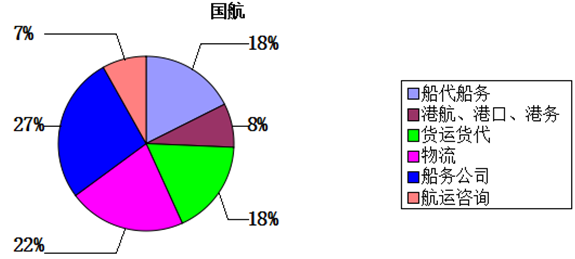 国航
7%
18%
27%
8%
22%
18%
船代船务
港航、港口、港务
货运货代
物流
船务公司
航运咨询